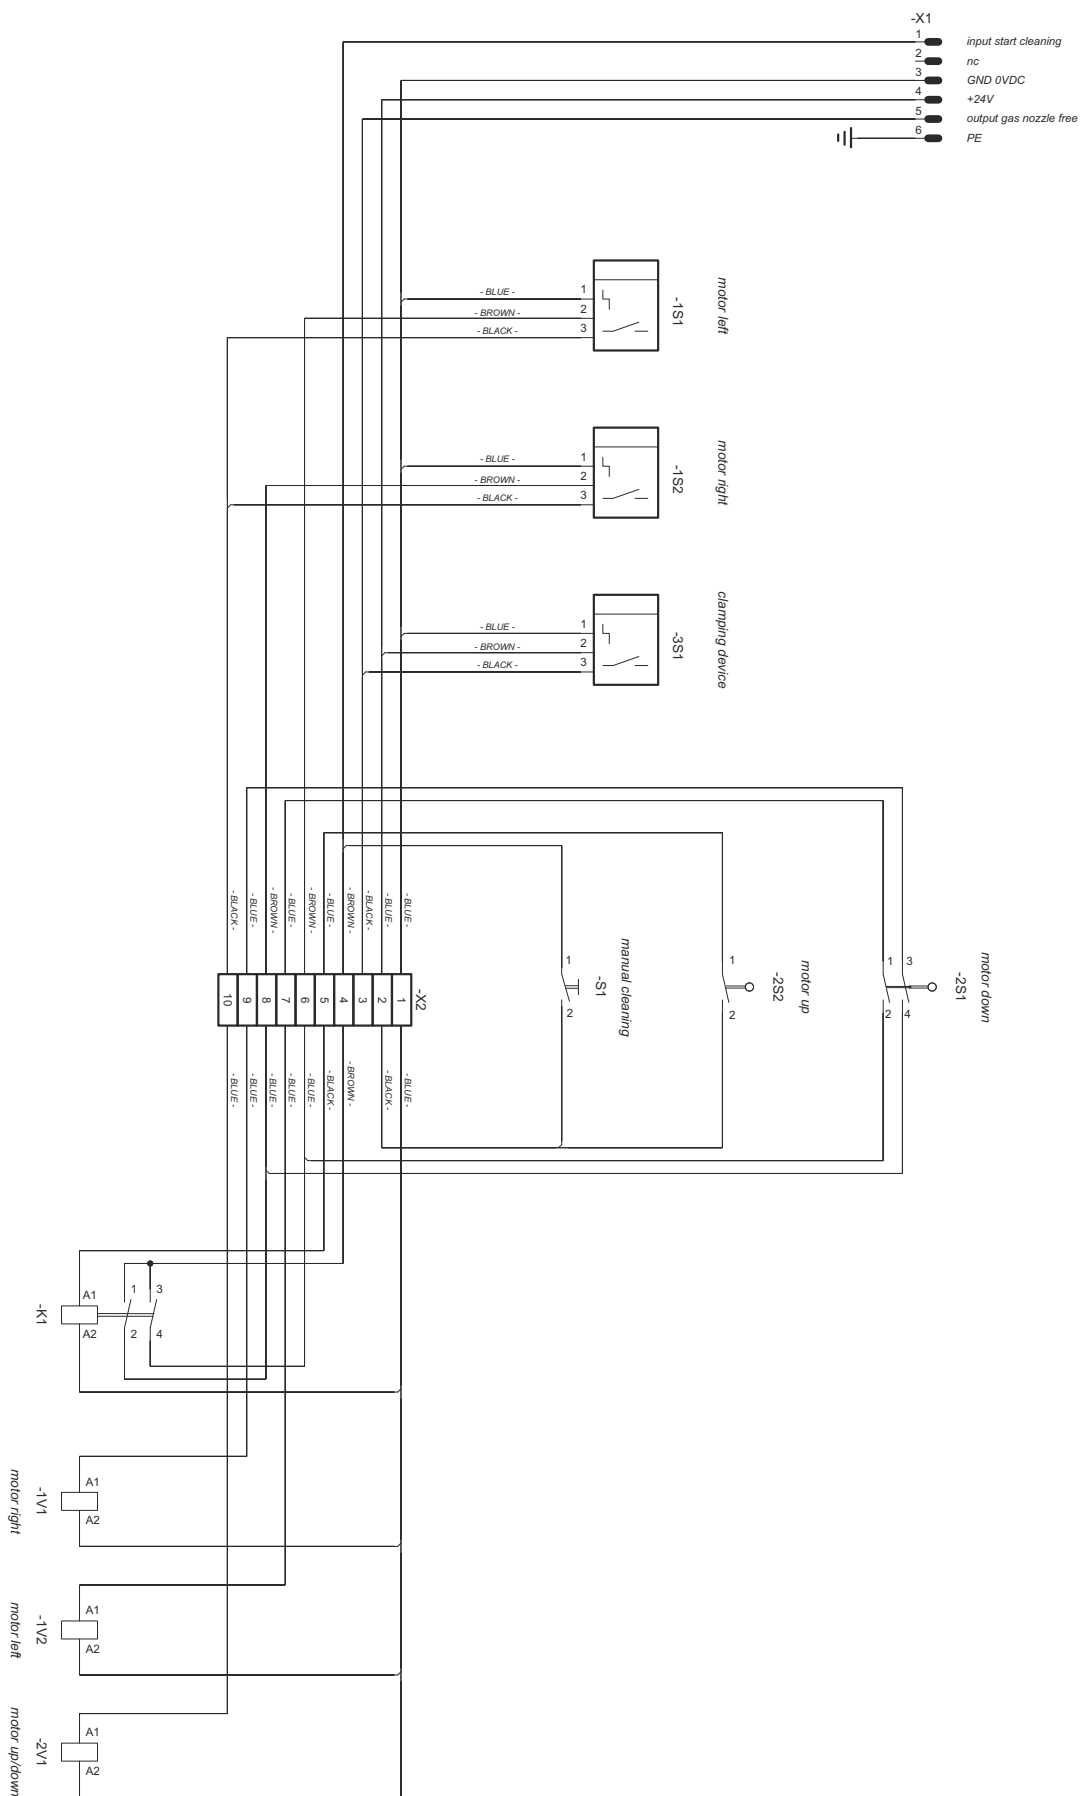 -X1
1 input start cleaning
2 nc
3 GND 0VDC
4 +24V
5 output gas nozzle free
6 PE
motor left
-1S1
- BLUE - 1
- BROWN - 2
- BLACK - 3
motor right
-1S2
- BLUE - 1
- BROWN - 2
- BLACK - 3
clamping device
-3S1
- BLUE - 1
- BROWN - 2
- BLACK - 3
- BLACK -
- BLUE -
- BROWN -
- BLUE -
- BROWN -
- BLUE -
- BROWN -
- BLACK -
- BLUE -
- BLUE -
manual cleaning
-S1
1
2
motor up
-2S2
1
2
motor down
-2S1
1 3
2 4
-X2
10 9 8 7 6 5 4 3 2 1
- BLUE -
- BLUE -
- BLUE -
- BLUE -
- BLUE -
- BLACK -
- BROWN -
- BLACK -
- BLUE -
-K1
A1
A2
1 3
2 4
motor right
-1V1
A1
A2
motor left
-1V2
A1
A2
motor up/down
-2V1
A1
A2